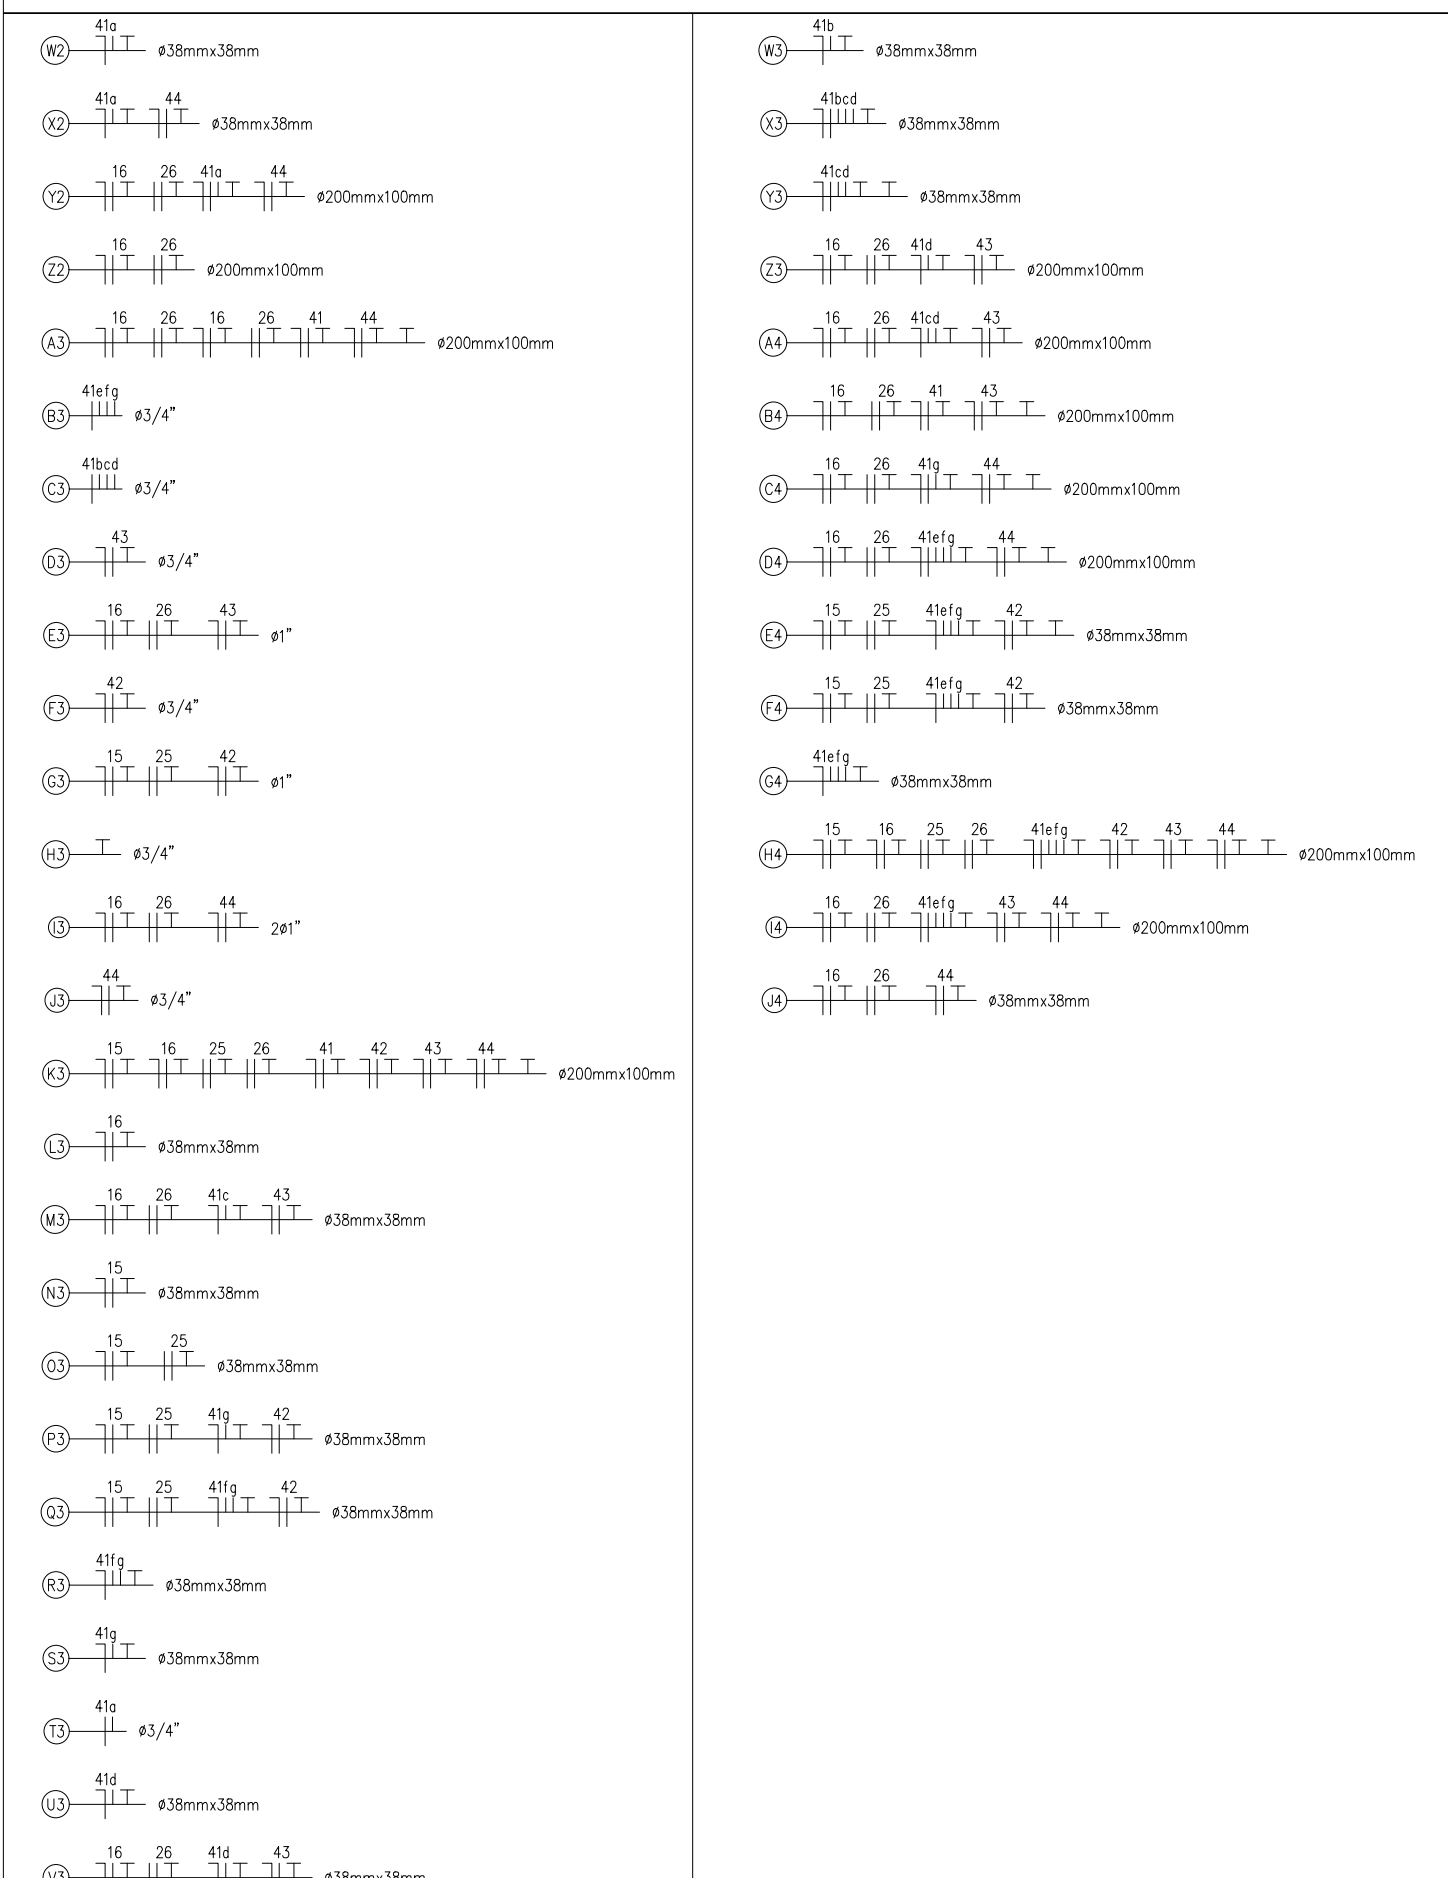 41a
W2 ø38mmx38mm
41a 44
X2 ø38mmx38mm
16 26 41a 44
Y2 ø200mmx100mm
16 26
Z2 ø200mmx100mm
16 26 16 26 41 44
A3 ø200mmx100mm
41efg
B3 ø3/4"
41bcd
C3 ø3/4"
43
D3 ø3/4"
16 26 43
E3 ø1"
42
F3 ø3/4"
15 25 42
G3 ø1"
H3 ø3/4"
16 26 44
I3 2ø1"
44
J3 ø3/4"
15 16 25 26 41 42 43 44
K3 ø200mmx100mm
16
L3 ø38mmx38mm
16 26 41c 43
M3 ø38mmx38mm
15
N3 ø38mmx38mm
15 25
O3 ø38mmx38mm
15 25 41g 42
P3 ø38mmx38mm
15 25 41fg 42
Q3 ø38mmx38mm
41fg
R3 ø38mmx38mm
41g
S3 ø38mmx38mm
41a
T3 ø3/4"
41d
U3 ø38mmx38mm
16 26 41d 43
V3 ø38mmx38mm
41b
W3 ø38mmx38mm
41bcd
X3 ø38mmx38mm
41cd
Y3 ø38mmx38mm
16 26 41d 43
Z3 ø200mmx100mm
16 26 41cd 43
A4 ø200mmx100mm
16 26 41 43
B4 ø200mmx100mm
16 26 41g 44
C4 ø200mmx100mm
16 26 41efg 44
D4 ø200mmx100mm
15 25 41efg 42
E4 ø38mmx38mm
15 25 41efg 42
F4 ø38mmx38mm
41efg
G4 ø38mmx38mm
15 16 25 26 41efg 42 43 44
H4 ø200mmx100mm
16 26 41efg 43 44
I4 ø200mmx100mm
16 26 44
J4 ø38mmx38mm